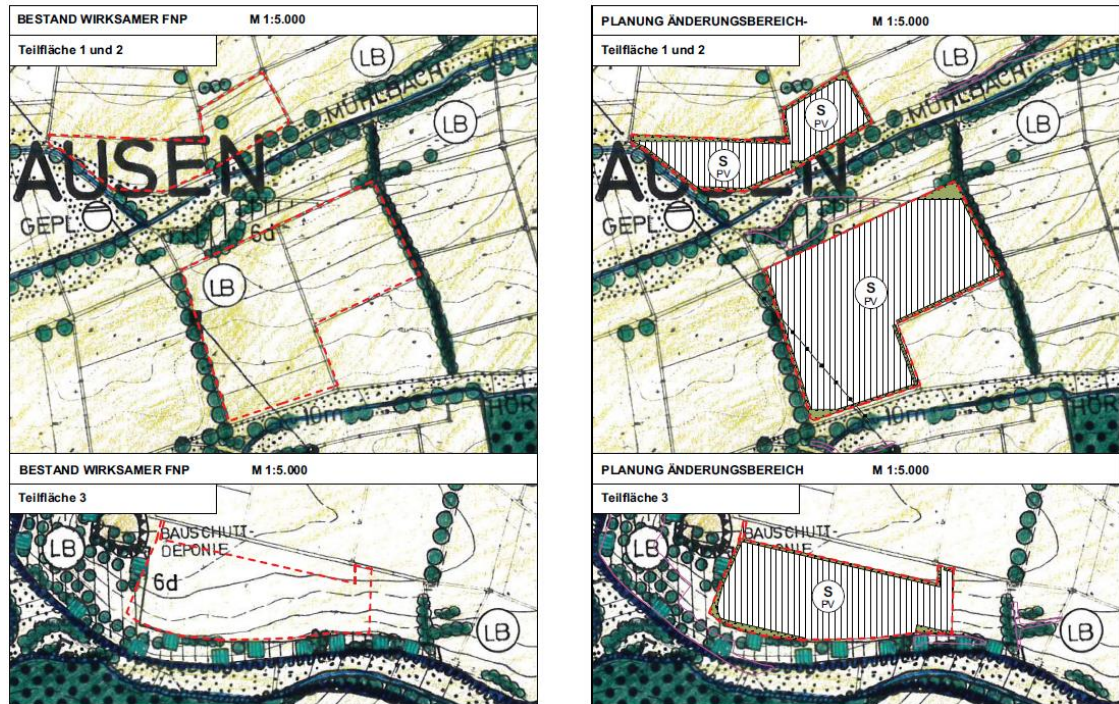 BESTAND WIRKSAMER FNP M 1:5.000
Teilfläche 1 und 2
LB
MÜHLBACH
LB
AUSEN
GEPL.
6d
LB
10m
HÖR
BESTAND WIRKSAMER FNP M 1:5.000
Teilfläche 3
LB
BAUSCHUTT-
DEPONIE
6d
LB
PLANUNG ÄNDERUNGSBEREICH- M 1:5.000
Teilfläche 1 und 2
LB
MÜHLBACH
LB
S
PV
S
PV
GEPL.
S
PV
10m
HÖR
PLANUNG ÄNDERUNGSBEREICH M 1:5.000
Teilfläche 3
LB
BAUSCHUTT-
S
PV
LB